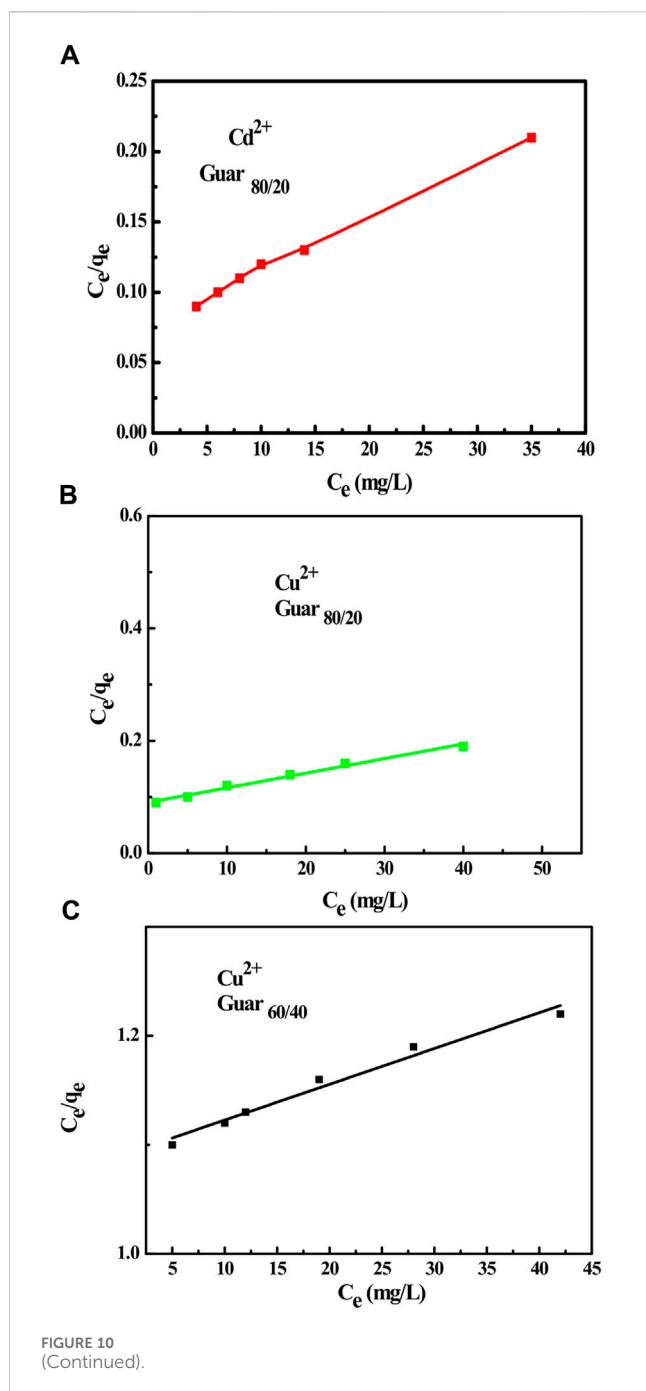 A
0.25
0.20
0.15
0.10
0.05
0.00
Cd2+
Guar 80/20
Ce/qe
0 5 10 15 20 25 30 35 40
Ce (mg/L)
B
0.6
0.4
0.2
0.0
Cu2+
Guar 80/20
Ce/qe
0 10 20 30 40 50
Ce (mg/L)
C
1.2
1.0
Cu2+
Guar 60/40
Ce/qe
5 10 15 20 25 30 35 40 45
Ce (mg/L)
FIGURE 10
(Continued).